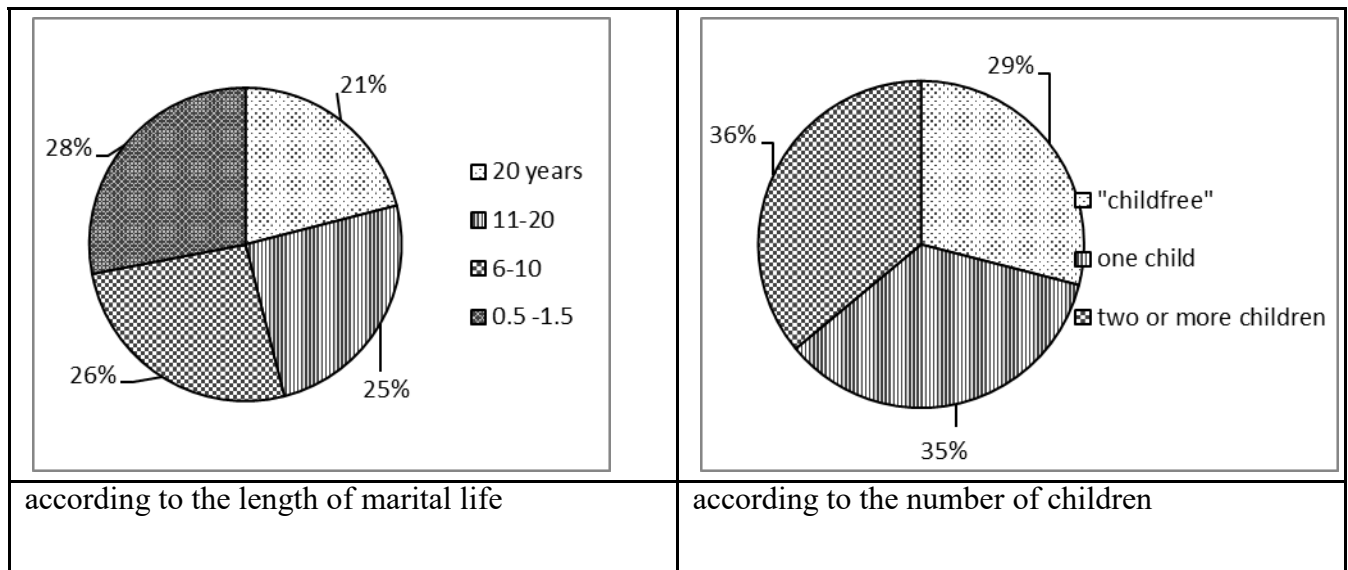 21%
28%
20 years
11-20
6-10
0.5 -1.5
26%
25%
according to the length of marital life
29%
36%
"childfree"
one child
two or more children
35%
according to the number of children